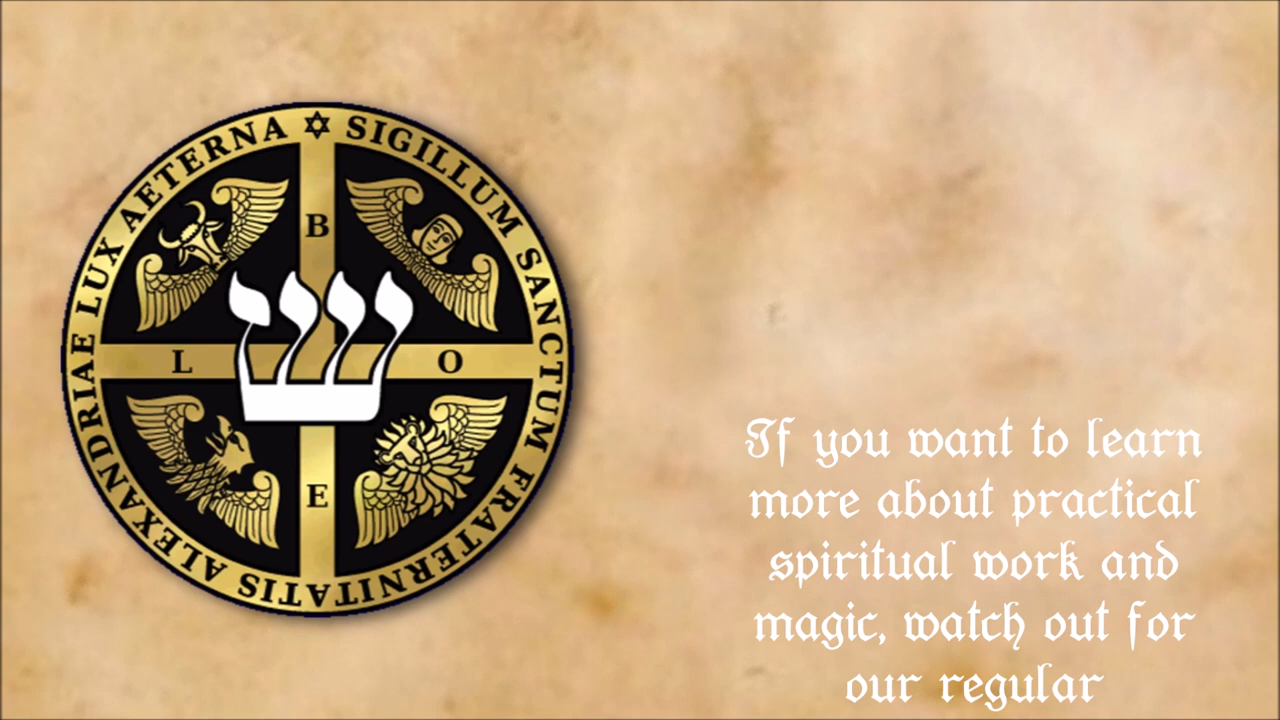 ✡ SIGILLUM SANCTUM FRATERNITATIS ALEXANDRIAE LUX AETERNA
B
ש
L O
E
If you want to learn
more about practical
spiritual work and
magic, watch out for
our regular